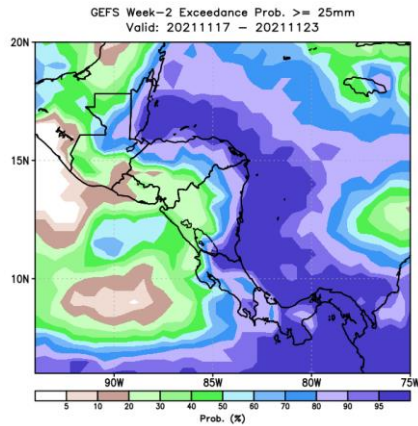 GEFS Week-2 Exceedance Prob. >= 25mm
Valid: 20211117 - 20211123
20N
15N
10N
90W 85W 80W 75W
5 10 20 30 40 50 60 70 80 90 95
Prob. (%)